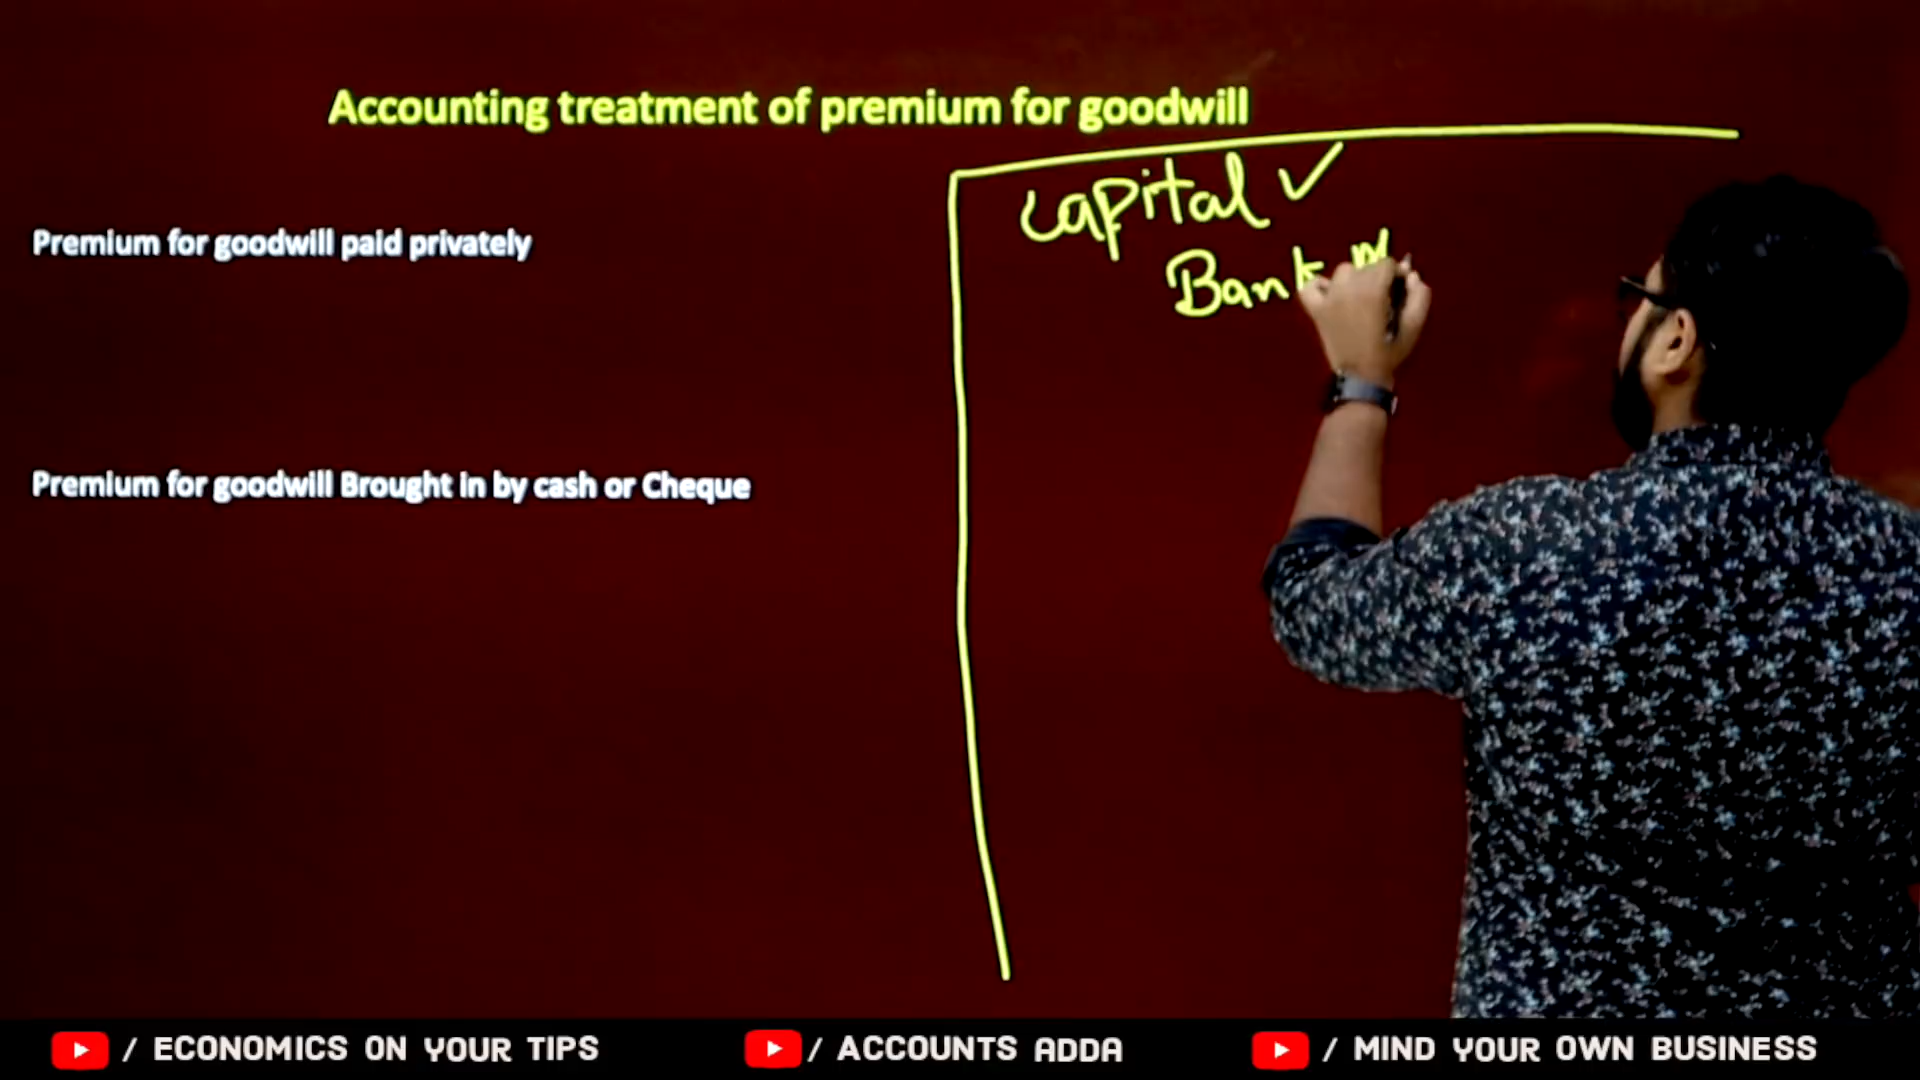 Accounting treatment of premium for goodwill
capital ✓
Premium for goodwill paid privately
Bank
Premium for goodwill Brought in by cash or Cheque
/ ECONOMICS ON YOUR TIPS
/ ACCOUNTS ADDA
/ MIND YOUR OWN BUSINESS